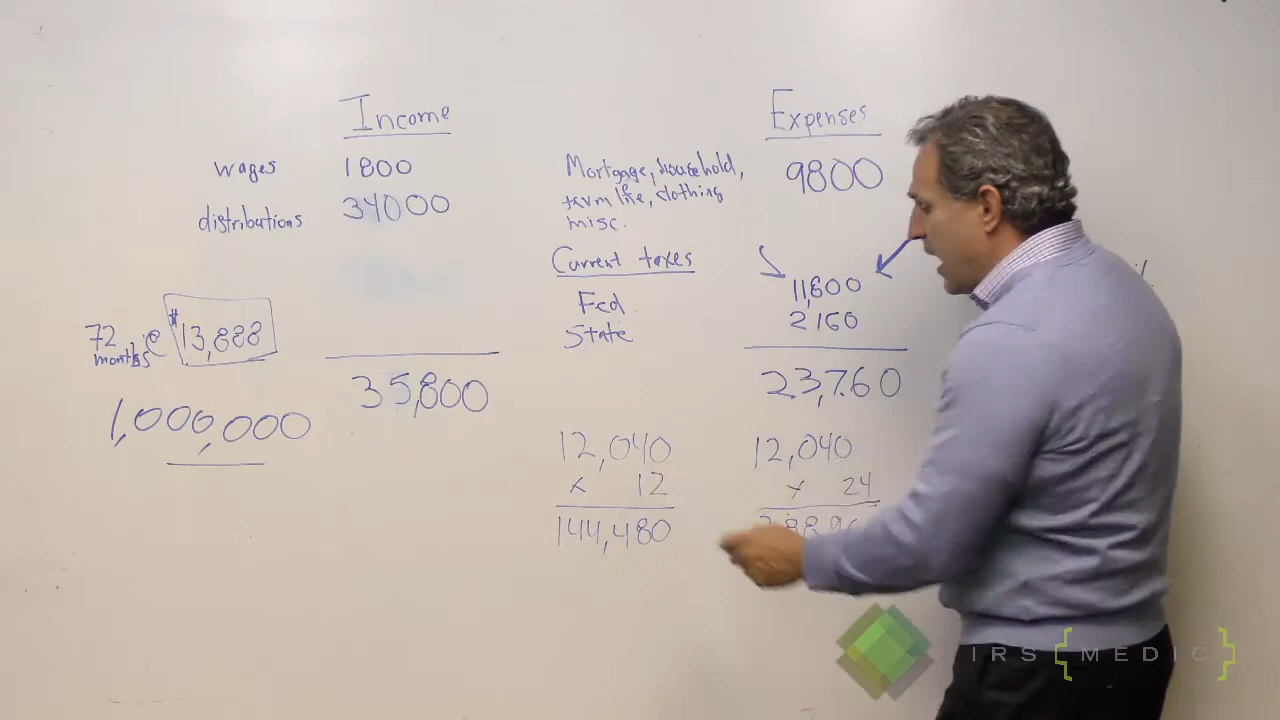 Income
wages 1800
distributions 34000
72 months @ $13,888
1,000,000
35,800
Expenses
Mortgage, household, 9800
term life, clothing
misc.
Current taxes
Fed 11,800
State 2160
23,760
12,040
x 12
144,480
12,040
x 24
IRS{MEDIC}